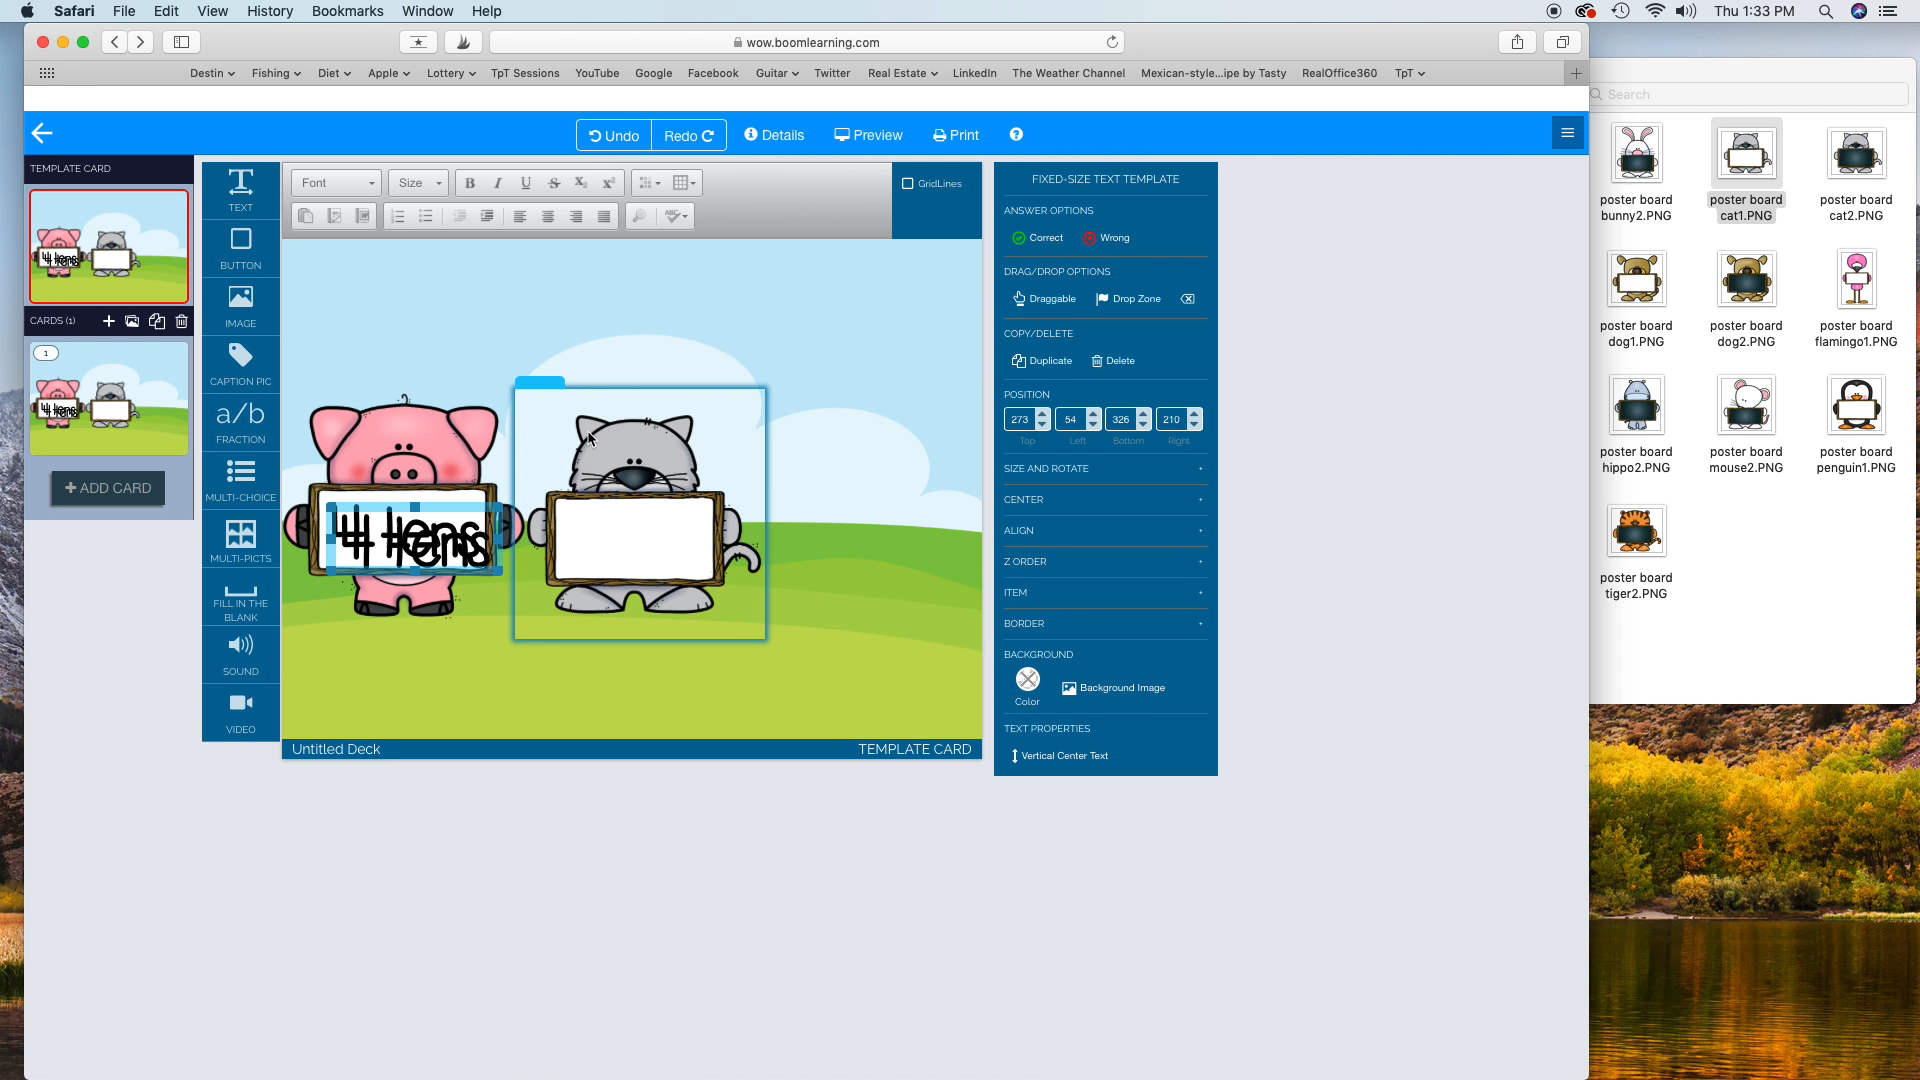 Safari File Edit View History Bookmarks Window Help Thu 1:33 PM
wow.boomlearning.com
Destin Fishing Diet Apple Lottery TpT Sessions YouTube Google Facebook Guitar Twitter Real Estate LinkedIn The Weather Channel Mexican-style...ipe by Tasty RealOffice360 TpT
Search
Undo Redo Details Preview Print
TEMPLATE CARD
CARDS (1)
1
+ ADD CARD
TEXT
BUTTON
IMAGE
CAPTION PIC
a/b
FRACTION
MULTI-CHOICE
MULTI-PICTS
FILL IN THE
BLANK
SOUND
VIDEO
Font Size B I U S X₂ X² GridLines
4 tens
Untitled Deck TEMPLATE CARD
FIXED-SIZE TEXT TEMPLATE
ANSWER OPTIONS
Correct Wrong
DRAG/DROP OPTIONS
Draggable Drop Zone
COPY/DELETE
Duplicate Delete
POSITION
273 54 326 210
Top Left Bottom Right
SIZE AND ROTATE +
CENTER +
ALIGN +
Z ORDER +
ITEM +
BORDER +
BACKGROUND
Color Background Image
TEXT PROPERTIES
Vertical Center Text
poster board
bunny2.PNG
poster board
cat1.PNG
poster board
cat2.PNG
poster board
dog1.PNG
poster board
dog2.PNG
poster board
flamingo1.PNG
poster board
hippo2.PNG
poster board
mouse2.PNG
poster board
penguin1.PNG
poster board
tiger2.PNG